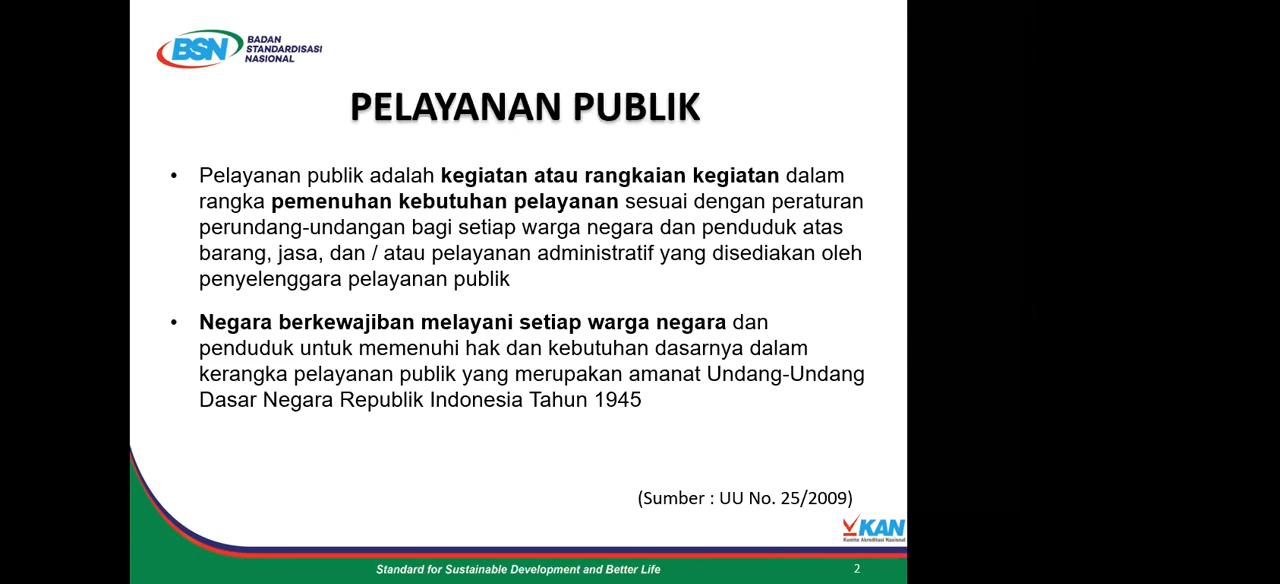 BSN BADAN
STANDARDISASI
NASIONAL
PELAYANAN PUBLIK
• Pelayanan publik adalah kegiatan atau rangkaian kegiatan dalam
rangka pemenuhan kebutuhan pelayanan sesuai dengan peraturan
perundang-undangan bagi setiap warga negara dan penduduk atas
barang, jasa, dan / atau pelayanan administratif yang disediakan oleh
penyelenggara pelayanan publik
• Negara berkewajiban melayani setiap warga negara dan
penduduk untuk memenuhi hak dan kebutuhan dasarnya dalam
kerangka pelayanan publik yang merupakan amanat Undang-Undang
Dasar Negara Republik Indonesia Tahun 1945
(Sumber : UU No. 25/2009)
KAN
Komite Akreditasi Nasional
Standard for Sustainable Development and Better Life
2